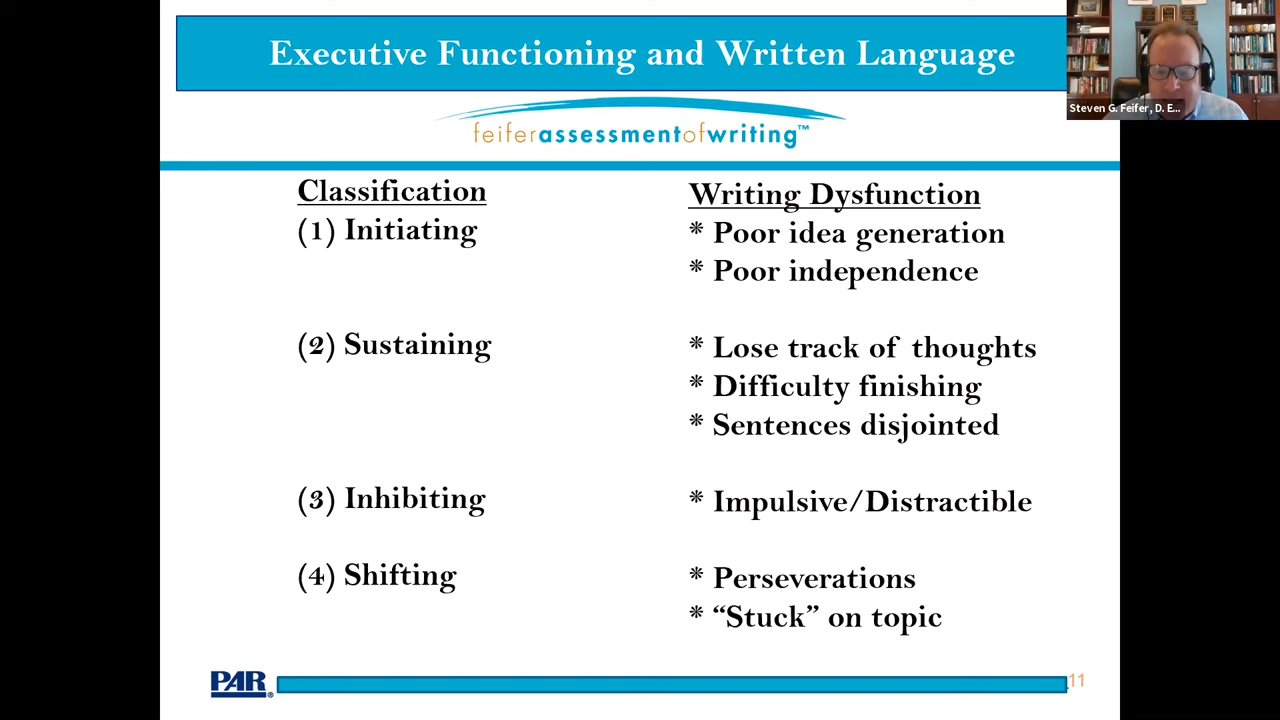 Executive Functioning and Written Language
Steven G. Feifer, D. E...
feiferassessmentofwriting™
Classification
(1) Initiating
(2) Sustaining
(3) Inhibiting
(4) Shifting
Writing Dysfunction
* Poor idea generation
* Poor independence
* Lose track of thoughts
* Difficulty finishing
* Sentences disjointed
* Impulsive/Distractible
* Perseverations
* “Stuck” on topic
PAR®
11